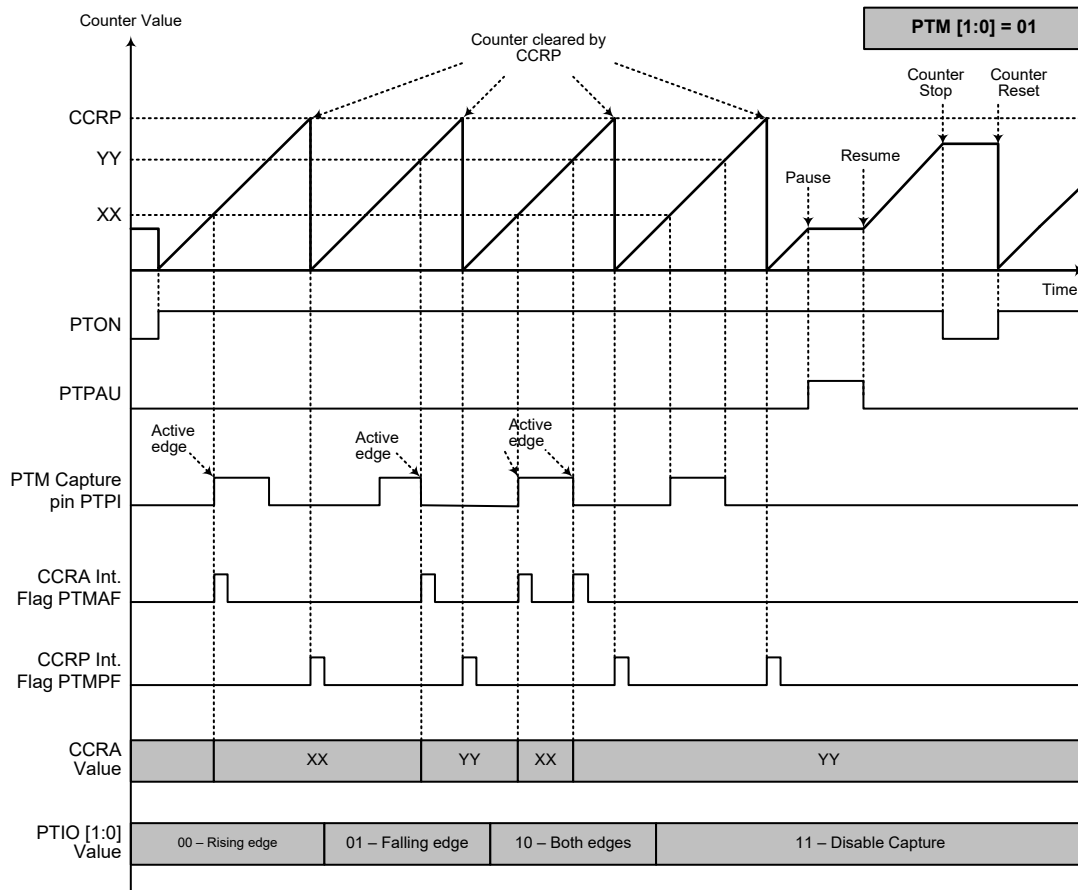 Counter Value
PTM [1:0] = 01
Counter cleared by
CCRP
Counter
Stop
Counter
Reset
CCRP
YY
XX
Pause
Resume
Time
PTON
PTPAU
Active
edge
Active
edge
Active
edge
PTM Capture
pin PTPI
CCRA Int.
Flag PTMAF
CCRP Int.
Flag PTMPF
CCRA
Value
XX
YY
XX
YY
PTIO [1:0]
Value
00 – Rising edge
01 – Falling edge
10 – Both edges
11 – Disable Capture